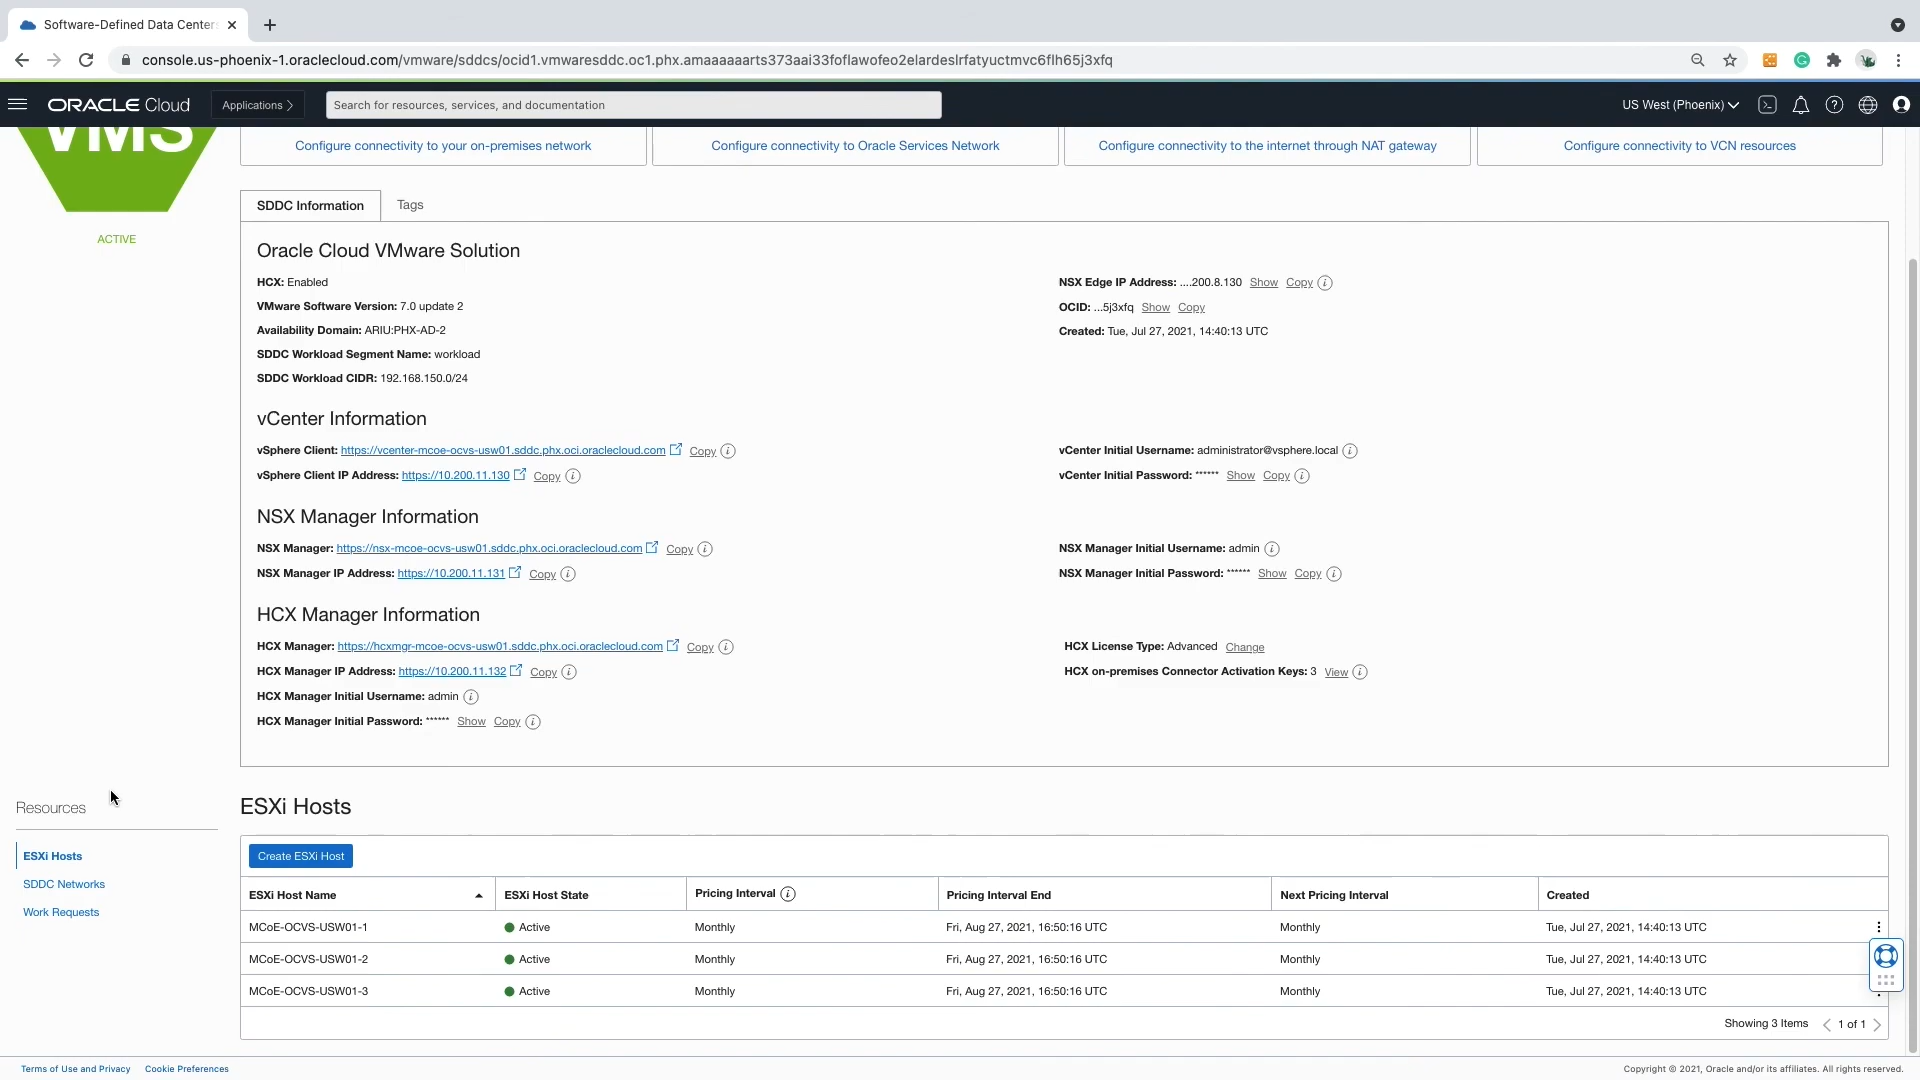 Software-Defined Data Centers
console.us-phoenix-1.oraclecloud.com/vmware/sddcs/ocid1.vmwaresddc.oc1.phx.amaaaaaarts373aai33foflawofeo2elardeslrfatyuctmvc6flh65j3xfq
ORACLE Cloud
Applications
Search for resources, services, and documentation
US West (Phoenix)
VMS
ACTIVE
Configure connectivity to your on-premises network
Configure connectivity to Oracle Services Network
Configure connectivity to the internet through NAT gateway
Configure connectivity to VCN resources
SDDC Information
Tags
Oracle Cloud VMware Solution
HCX: Enabled
VMware Software Version: 7.0 update 2
Availability Domain: ARIU:PHX-AD-2
SDDC Workload Segment Name: workload
SDDC Workload CIDR: 192.168.150.0/24
NSX Edge IP Address: ....200.8.130 Show Copy
OCID: ...5j3xfq Show Copy
Created: Tue, Jul 27, 2021, 14:40:13 UTC
vCenter Information
vSphere Client: https://vcenter-mcoe-ocvs-usw01.sddc.phx.oci.oraclecloud.com Copy
vSphere Client IP Address: https://10.200.11.130 Copy
vCenter Initial Username: administrator@vsphere.local
vCenter Initial Password: ****** Show Copy
NSX Manager Information
NSX Manager: https://nsx-mcoe-ocvs-usw01.sddc.phx.oci.oraclecloud.com Copy
NSX Manager IP Address: https://10.200.11.131 Copy
NSX Manager Initial Username: admin
NSX Manager Initial Password: ****** Show Copy
HCX Manager Information
HCX Manager: https://hcxmgr-mcoe-ocvs-usw01.sddc.phx.oci.oraclecloud.com Copy
HCX Manager IP Address: https://10.200.11.132 Copy
HCX Manager Initial Username: admin
HCX Manager Initial Password: ****** Show Copy
HCX License Type: Advanced Change
HCX on-premises Connector Activation Keys: 3 View
Resources
ESXi Hosts
SDDC Networks
Work Requests
ESXi Hosts
Create ESXi Host
ESXi Host Name ESXi Host State Pricing Interval Pricing Interval End Next Pricing Interval Created
MCoE-OCVS-USW01-1 Active Monthly Fri, Aug 27, 2021, 16:50:16 UTC Monthly Tue, Jul 27, 2021, 14:40:13 UTC
MCoE-OCVS-USW01-2 Active Monthly Fri, Aug 27, 2021, 16:50:16 UTC Monthly Tue, Jul 27, 2021, 14:40:13 UTC
MCoE-OCVS-USW01-3 Active Monthly Fri, Aug 27, 2021, 16:50:16 UTC Monthly Tue, Jul 27, 2021, 14:40:13 UTC
Showing 3 Items 1 of 1
Terms of Use and Privacy Cookie Preferences
Copyright © 2021, Oracle and/or its affiliates. All rights reserved.